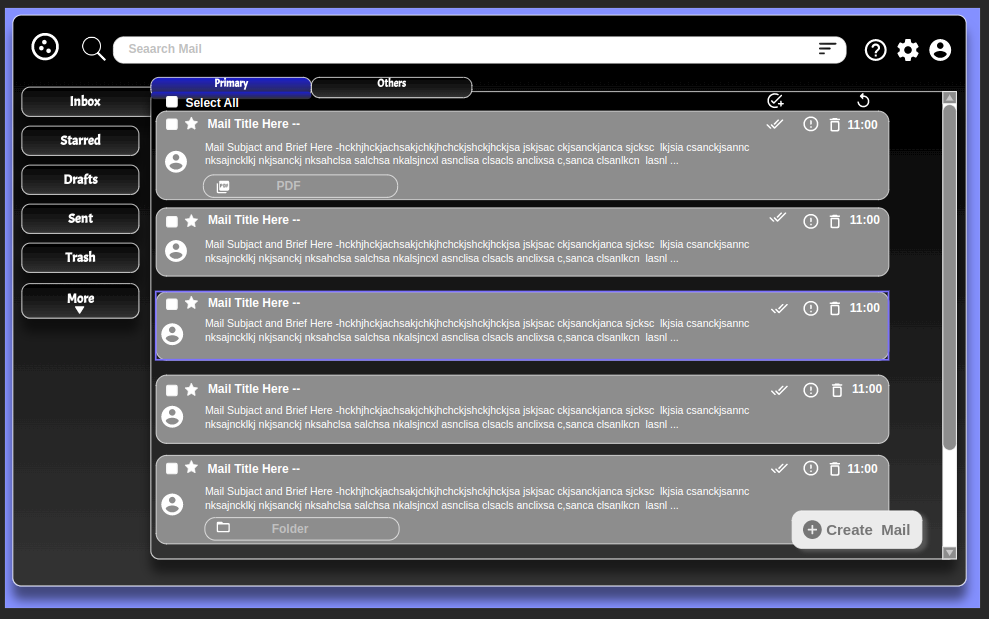 Seaarch Mail
Primary
Others
Inbox
Starred
Drafts
Sent
Trash
More
Select All
Mail Title Here --
11:00
Mail Subjact and Brief Here -hckhjhckjachsakjchkjhchckjshckjhckjsa jskjsac ckjsanckjanca sjcksc lkjsia csanckjsannc
nksajncklkj nkjsanckj nksahclsa salchsa nkalsjncxl asnclisa clsacls anclixsa c,sanca clsanlkcn lasnl ...
PDF
PDF
Mail Title Here --
11:00
Mail Subjact and Brief Here -hckhjhckjachsakjchkjhchckjshckjhckjsa jskjsac ckjsanckjanca sjcksc lkjsia csanckjsannc
nksajncklkj nkjsanckj nksahclsa salchsa nkalsjncxl asnclisa clsacls anclixsa c,sanca clsanlkcn lasnl ...
Mail Title Here --
11:00
Mail Subjact and Brief Here -hckhjhckjachsakjchkjhchckjshckjhckjsa jskjsac ckjsanckjanca sjcksc lkjsia csanckjsannc
nksajncklkj nkjsanckj nksahclsa salchsa nkalsjncxl asnclisa clsacls anclixsa c,sanca clsanlkcn lasnl ...
Mail Title Here --
11:00
Mail Subjact and Brief Here -hckhjhckjachsakjchkjhchckjshckjhckjsa jskjsac ckjsanckjanca sjcksc lkjsia csanckjsannc
nksajncklkj nkjsanckj nksahclsa salchsa nkalsjncxl asnclisa clsacls anclixsa c,sanca clsanlkcn lasnl ...
Mail Title Here --
11:00
Mail Subjact and Brief Here -hckhjhckjachsakjchkjhchckjshckjhckjsa jskjsac ckjsanckjanca sjcksc lkjsia csanckjsannc
nksajncklkj nkjsanckj nksahclsa salchsa nkalsjncxl asnclisa clsacls anclixsa c,sanca clsanlkcn lasnl ...
Folder
Create Mail